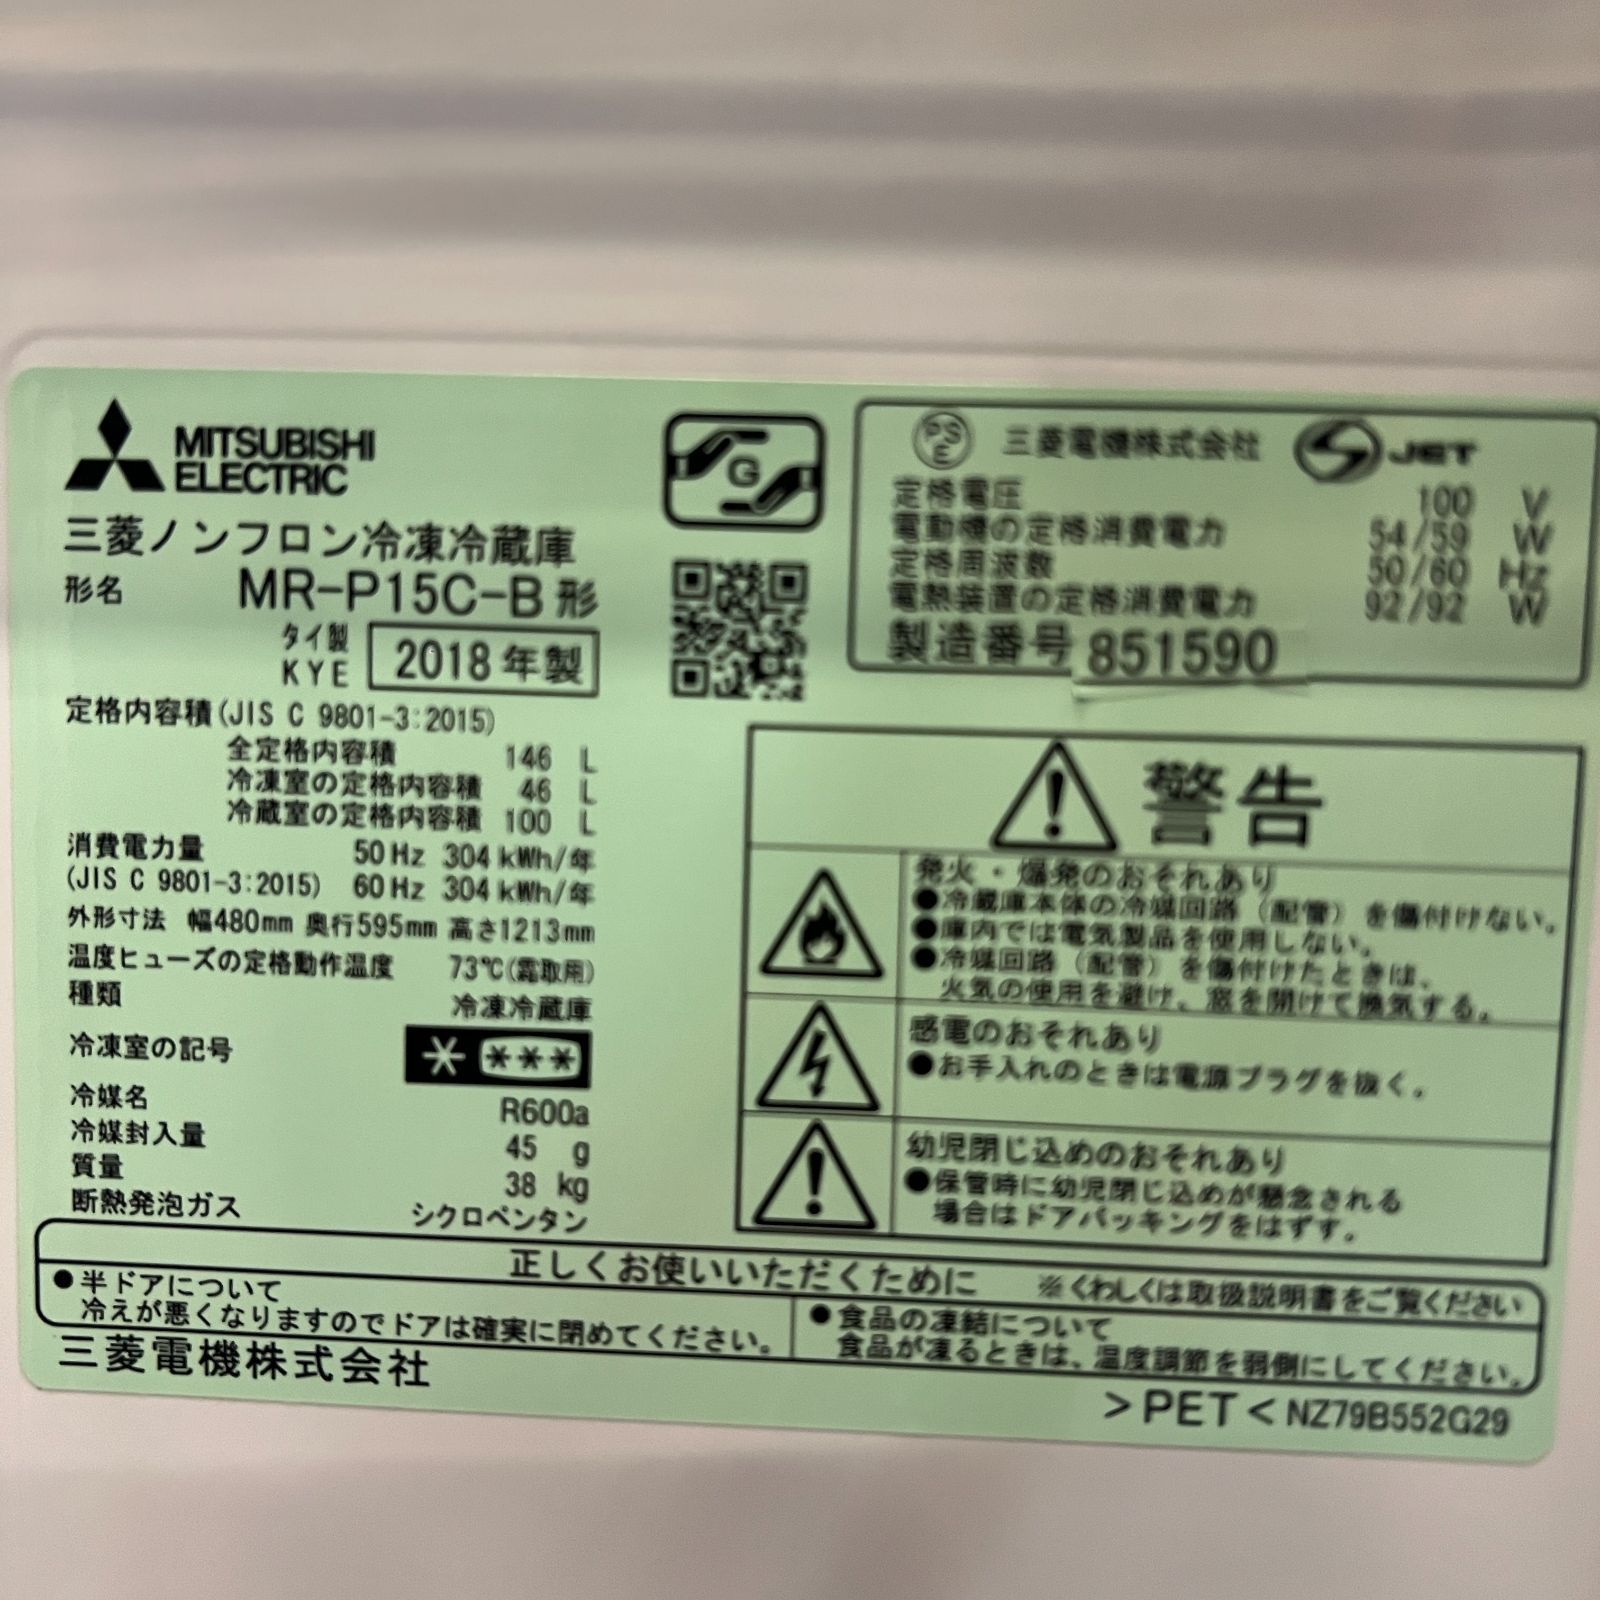 MITSUBISHI
ELECTRIC
三菱ノンフロン冷凍冷蔵庫
形名 MR-P15C-B形
タイ製
KYE
2018年製
定格内容積(JIS C 9801-3:2015)
全定格内容積 146 L
冷凍室の定格内容積 46 L
冷蔵室の定格内容積 100 L
消費電力量 50Hz 304kWh/年
(JIS C 9801-3:2015) 60Hz 304kWh/年
外形寸法 幅480mm 奥行595mm 高さ1213mm
温度ヒューズの定格動作温度 73℃(霜取用)
種類 冷凍冷蔵庫
冷凍室の記号
冷媒名 R600a
冷媒封入量 45 g
質量 38 kg
断熱発泡ガス シクロペンタン
G
PSE 三菱電機株式会社 JET
定格電圧 100 V
電動機の定格消費電力 54/59 W
定格周波数 50/60 Hz
電熱装置の定格消費電力 92/92 W
製造番号 851590
警告
発火・爆発のおそれあり
●冷蔵庫本体の冷媒回路(配管)を傷付けない。
●庫内では電気製品を使用しない。
●冷媒回路(配管)を傷付けたときは、
火気の使用を避け、窓を開けて換気する。
感電のおそれあり
●お手入れのときは電源プラグを抜く。
幼児閉じ込めのおそれあり
●保管時に幼児閉じ込めが懸念される
場合はドアパッキングをはずす。
正しくお使いいただくために ※くわしくは取扱説明書をご覧ください
●半ドアについて
冷えが悪くなりますのでドアは確実に閉めてください。
●食品の凍結について
食品が凍るときは、温度調節を弱側にしてください。
三菱電機株式会社
>PET< NZ79B552G29